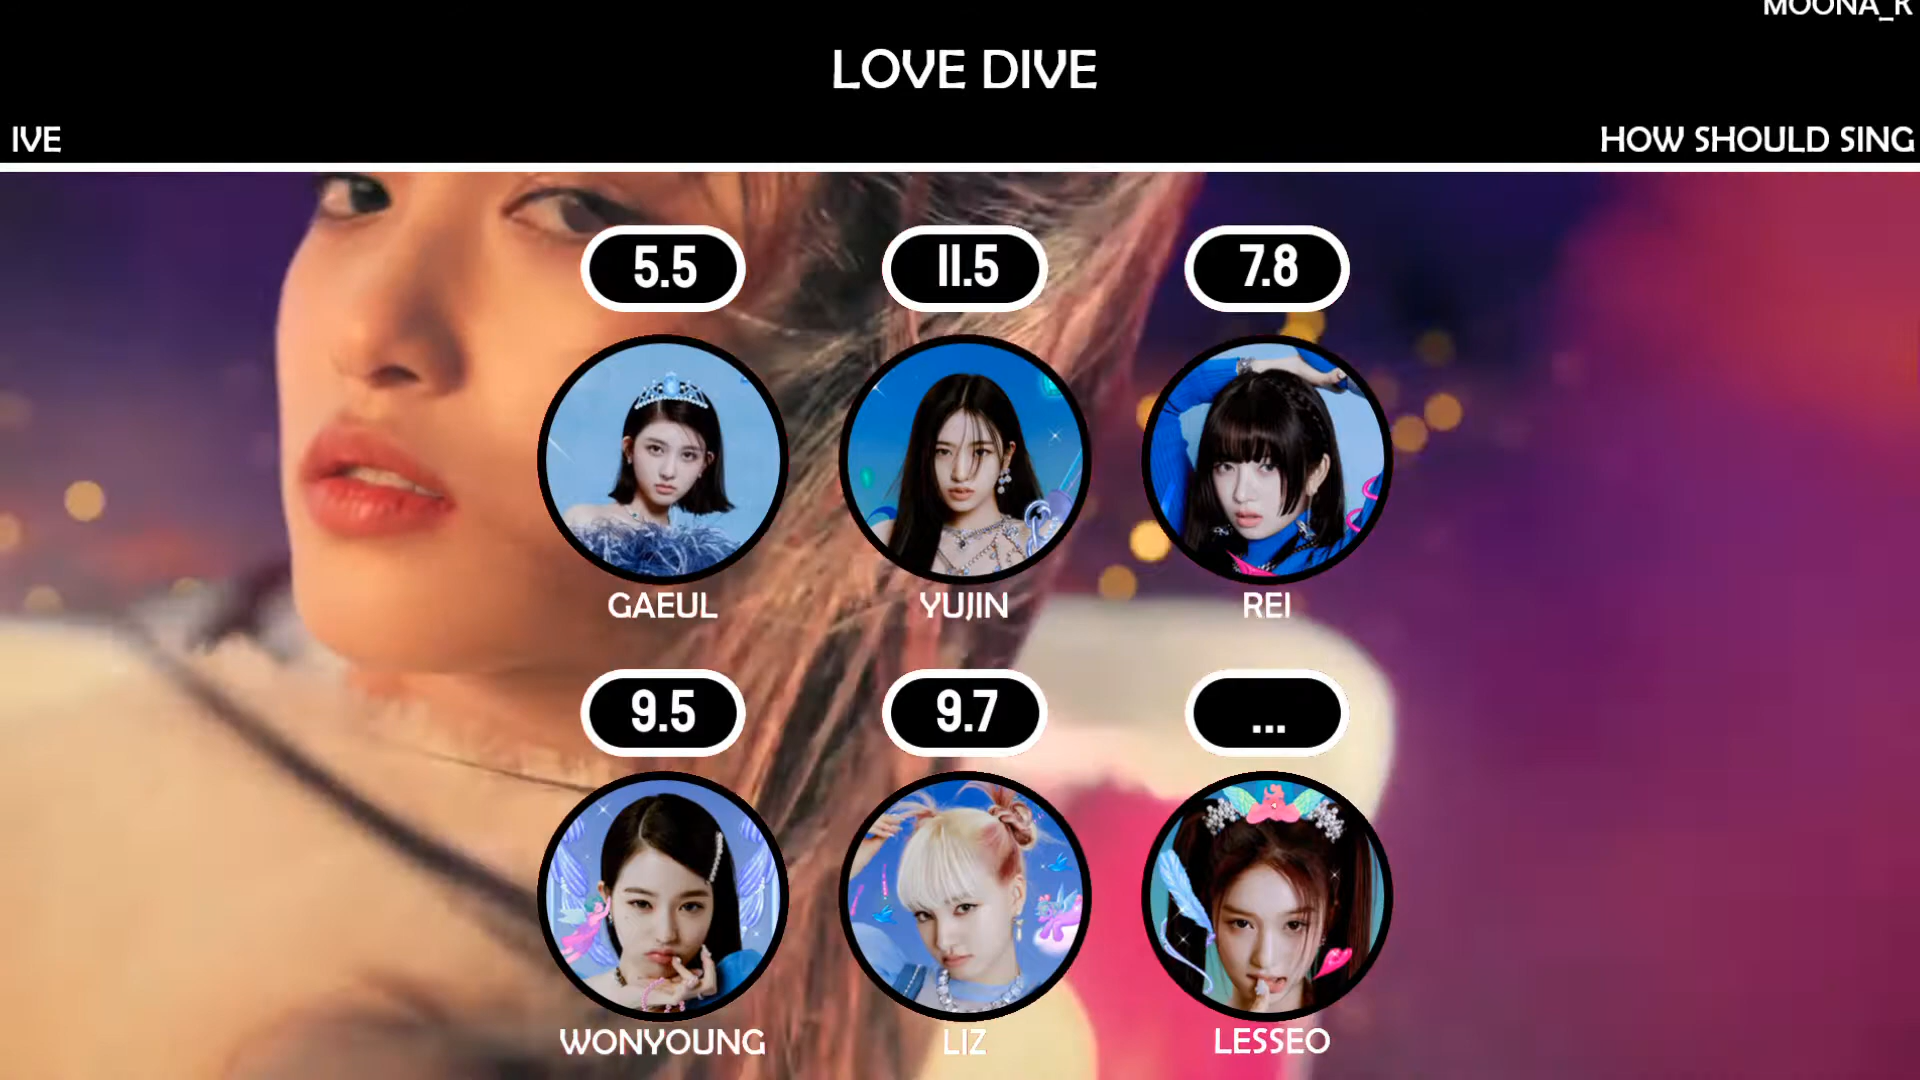 MOONA_R
LOVE DIVE
IVE
HOW SHOULD SING
5.5
11.5
7.8
GAEUL
YUJIN
REI
9.5
9.7
...
WONYOUNG
LIZ
LESSEO